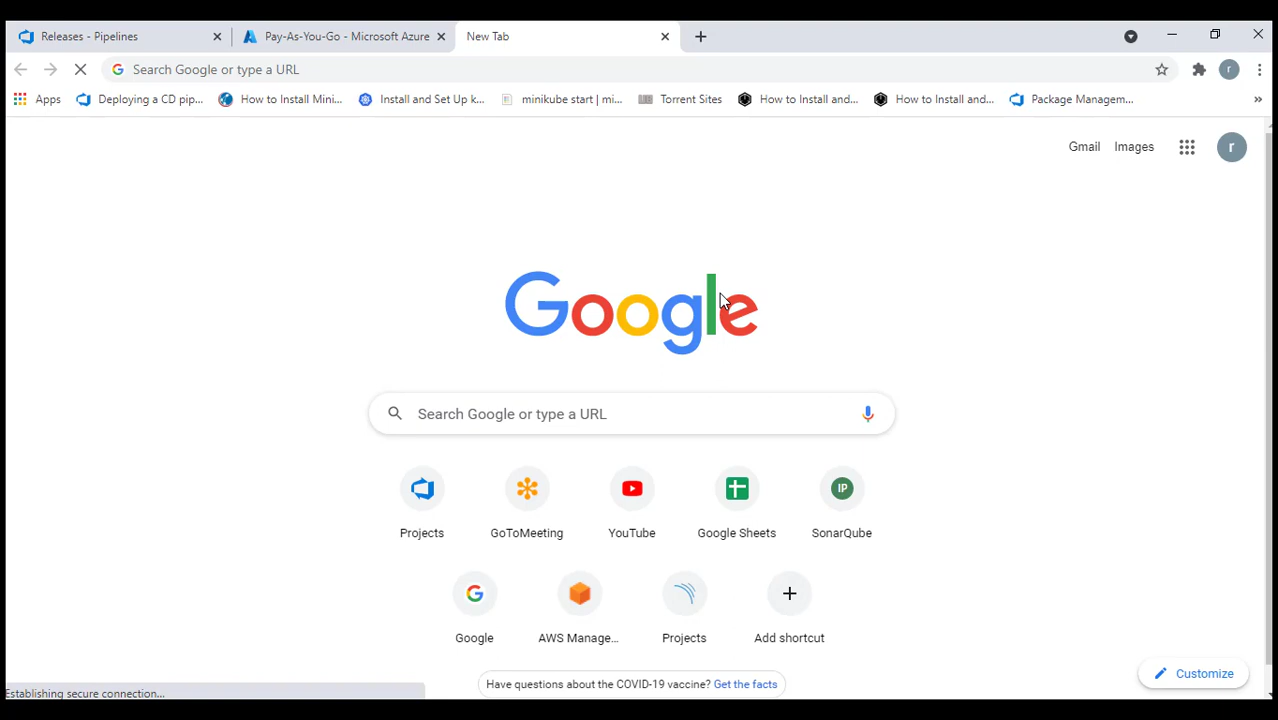 Releases - Pipelines
Pay-As-You-Go - Microsoft Azure
New Tab
Search Google or type a URL
r
Apps
Deploying a CD pip...
How to Install Mini...
Install and Set Up k...
minikube start | mi...
Torrent Sites
How to Install and...
How to Install and...
Package Managem...
»
Gmail
Images
r
Google
Search Google or type a URL
IP
Projects
GoToMeeting
YouTube
Google Sheets
SonarQube
Google
AWS Manage...
Projects
Add shortcut
Customize
Have questions about the COVID-19 vaccine? Get the facts
Establishing secure connection...